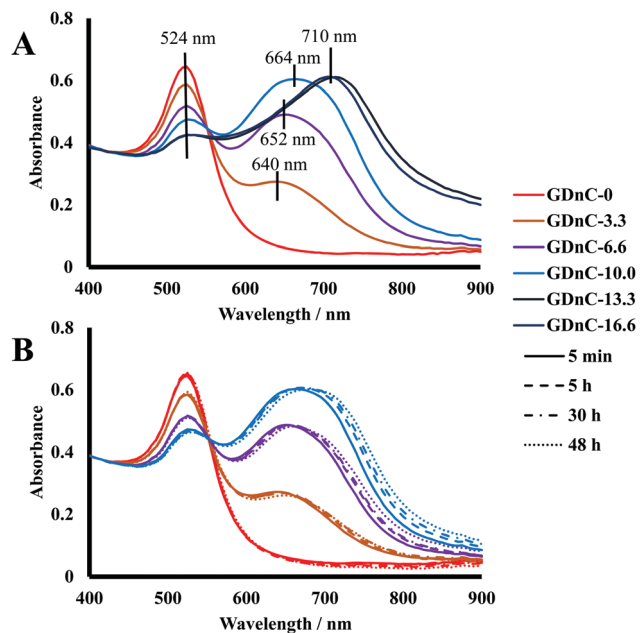 A
524 nm
664 nm
710 nm
652 nm
640 nm
Absorbance
0.8
0.6
0.4
0.2
0
400 500 600 700 800 900
Wavelength / nm
B
Absorbance
0.8
0.6
0.4
0.2
0
400 500 600 700 800 900
Wavelength / nm
GDnC-0
GDnC-3.3
GDnC-6.6
GDnC-10.0
GDnC-13.3
GDnC-16.6
5 min
5 h
30 h
48 h